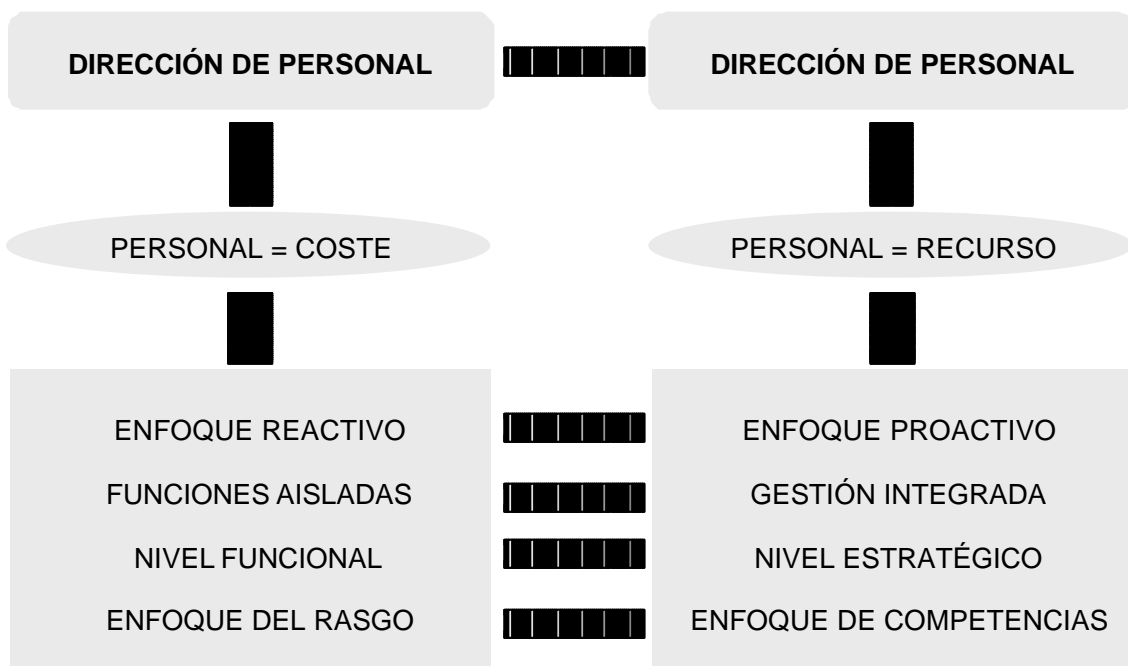 DIRECCIÓN DE PERSONAL
DIRECCIÓN DE PERSONAL
PERSONAL = COSTE
PERSONAL = RECURSO
ENFOQUE REACTIVO
ENFOQUE PROACTIVO
FUNCIONES AISLADAS
GESTIÓN INTEGRADA
NIVEL FUNCIONAL
NIVEL ESTRATÉGICO
ENFOQUE DEL RASGO
ENFOQUE DE COMPETENCIAS